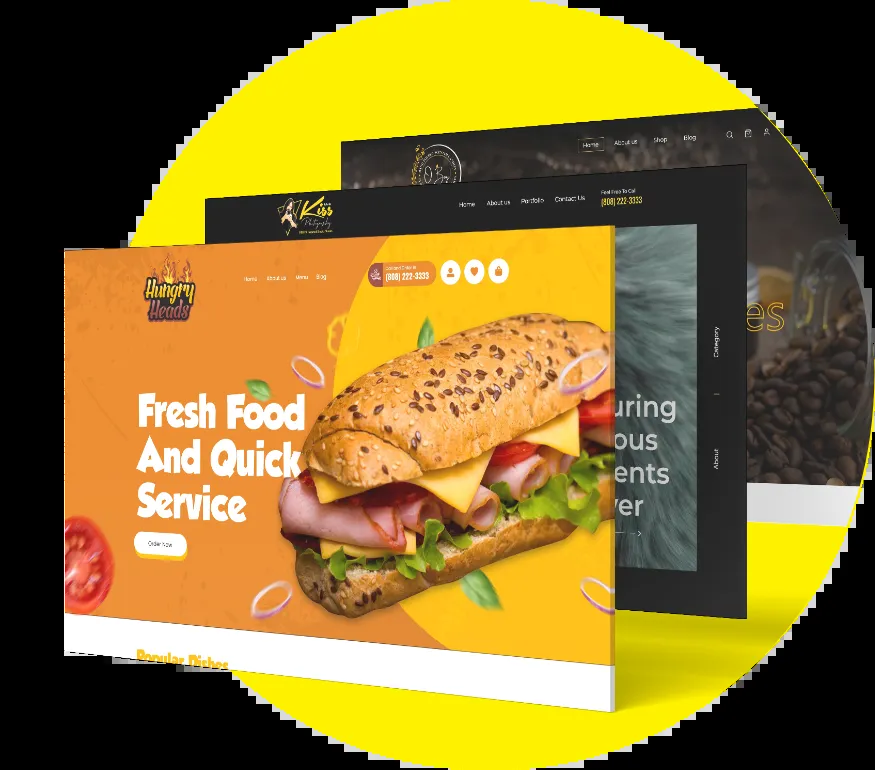 Home
About us
Shop
Blog
Kiss
Photography
Home
About us
Portfolio
Contact Us
Feel Free To Call
(808) 222-3333
Hungry
Heads
Home
About us
Menu
Blog
(808) 222-3333
es
Category
About
Fresh Food
And Quick
Service
Order Now
uring
ous
ents
ver
Popular Dishes